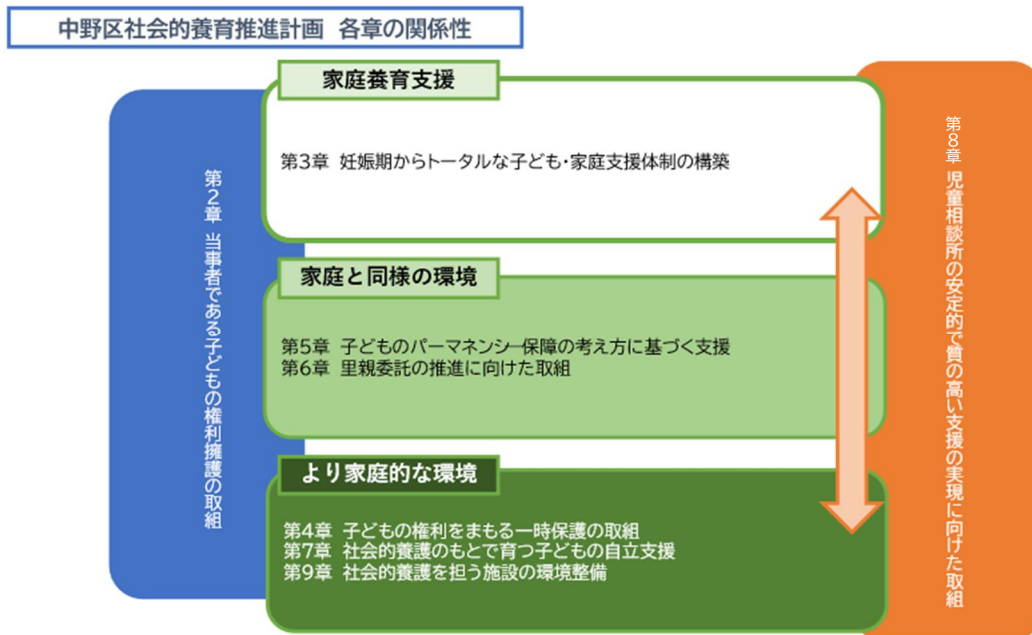 中野区社会的養育推進計画 各章の関係性
家庭養育支援
第3章 妊娠期からトータルな子ども・家庭支援体制の構築
第2章 当事者である子どもの権利擁護の取組
家庭と同様の環境
第5章 子どものパーマネンシー保障の考え方に基づく支援
第6章 里親委託の推進に向けた取組
より家庭的な環境
第4章 子どもの権利をまもる一時保護の取組
第7章 社会的養護のもとで育つ子どもの自立支援
第9章 社会的養護を担う施設の環境整備
第8章 児童相談所の安定的で質の高い支援の実現に向けた取組